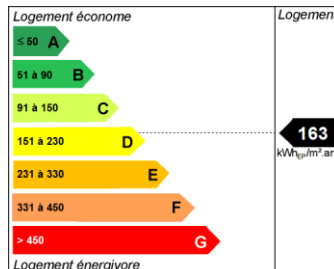 Logement économe
Logement
≤ 50 A
51 à 90 B
91 à 150 C
151 à 230 D
163
kWhEP/m².an
231 à 330 E
331 à 450 F
> 450 G
Logement énergivore